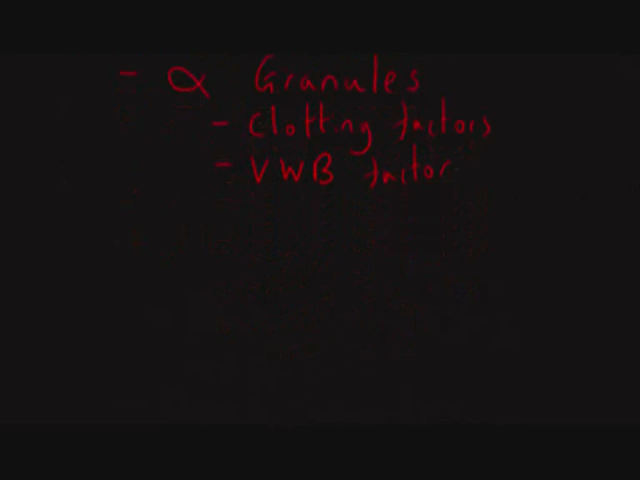 - α Granules
- Clotting factors
- VWB factor